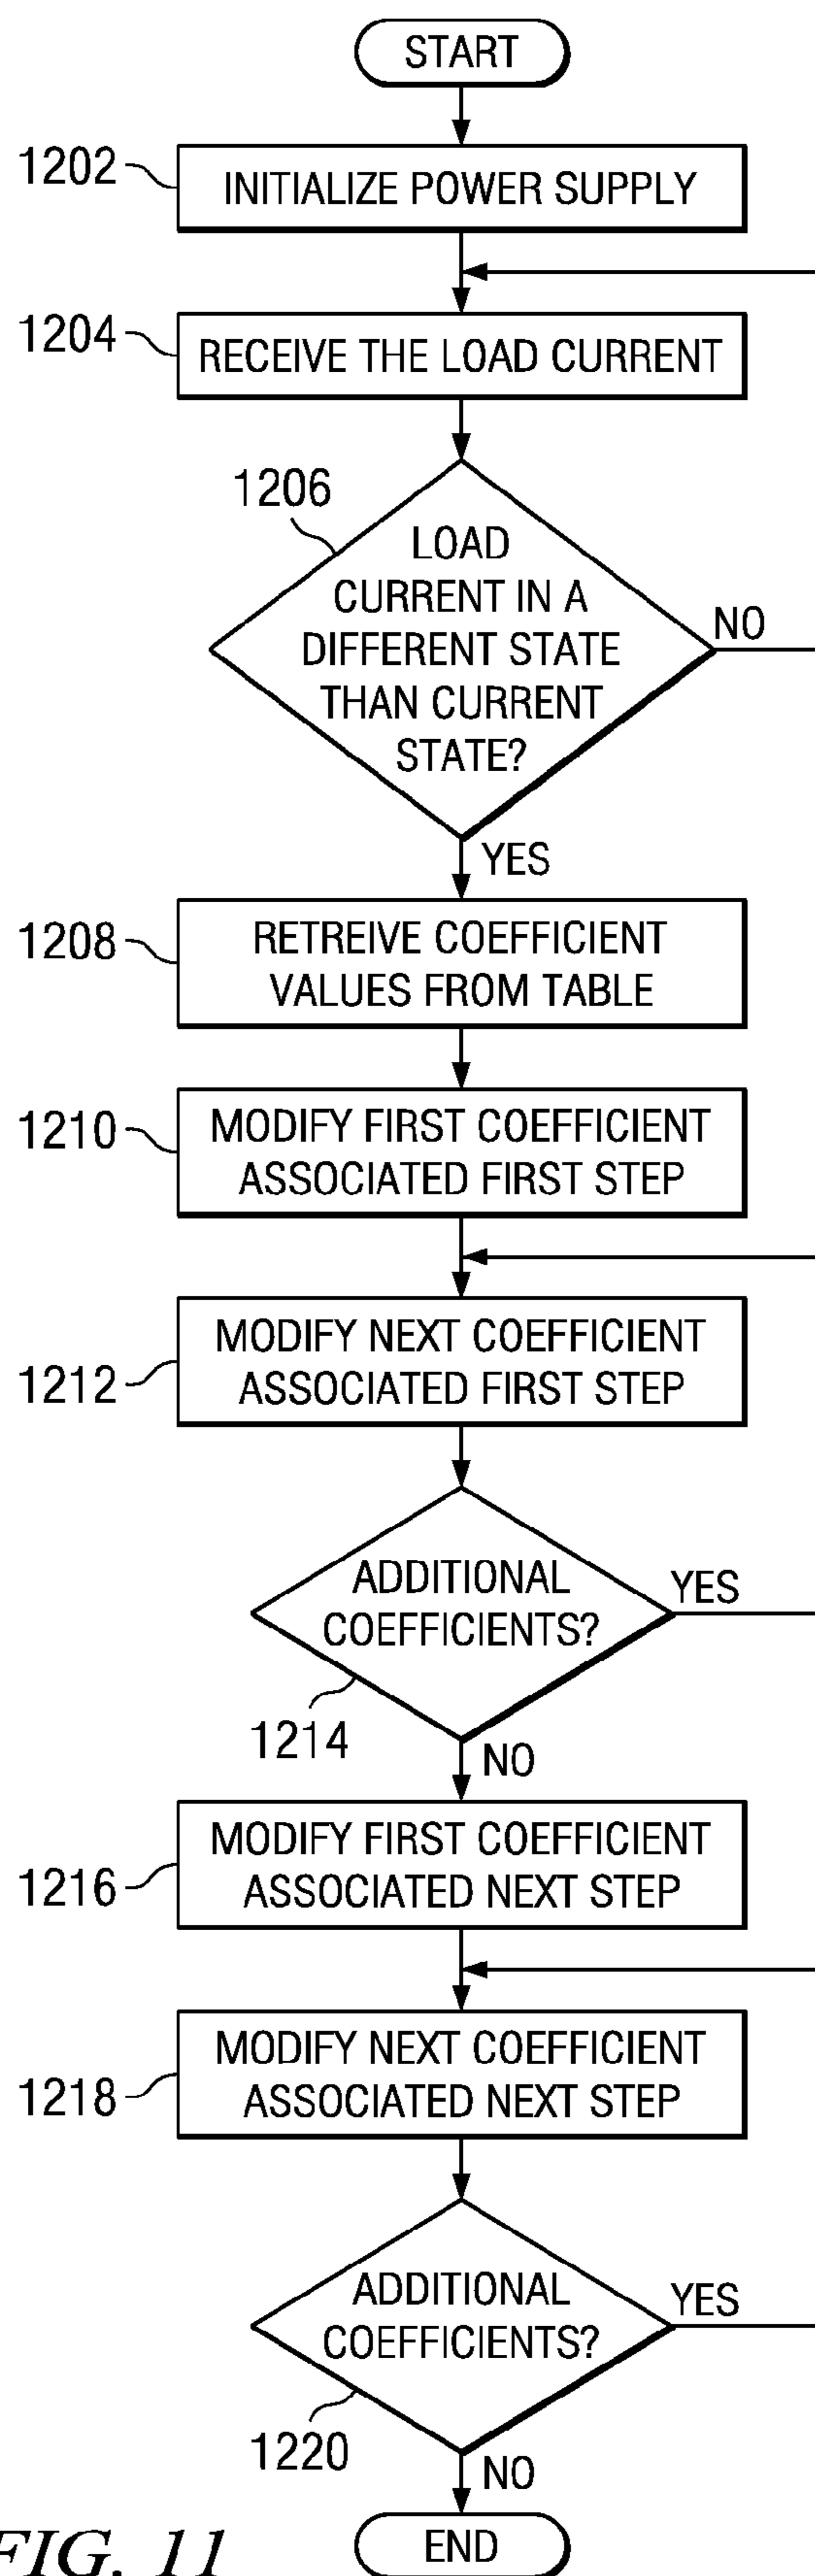 START
1202
INITIALIZE POWER SUPPLY
1204
RECEIVE THE LOAD CURRENT
1206
LOAD
CURRENT IN A
DIFFERENT STATE
THAN CURRENT
STATE?
NO
YES
1208
RETREIVE COEFFICIENT
VALUES FROM TABLE
1210
MODIFY FIRST COEFFICIENT
ASSOCIATED FIRST STEP
1212
MODIFY NEXT COEFFICIENT
ASSOCIATED FIRST STEP
ADDITIONAL
COEFFICIENTS?
YES
1214
NO
1216
MODIFY FIRST COEFFICIENT
ASSOCIATED NEXT STEP
1218
MODIFY NEXT COEFFICIENT
ASSOCIATED NEXT STEP
ADDITIONAL
COEFFICIENTS?
YES
1220
NO
END
FIG. 11